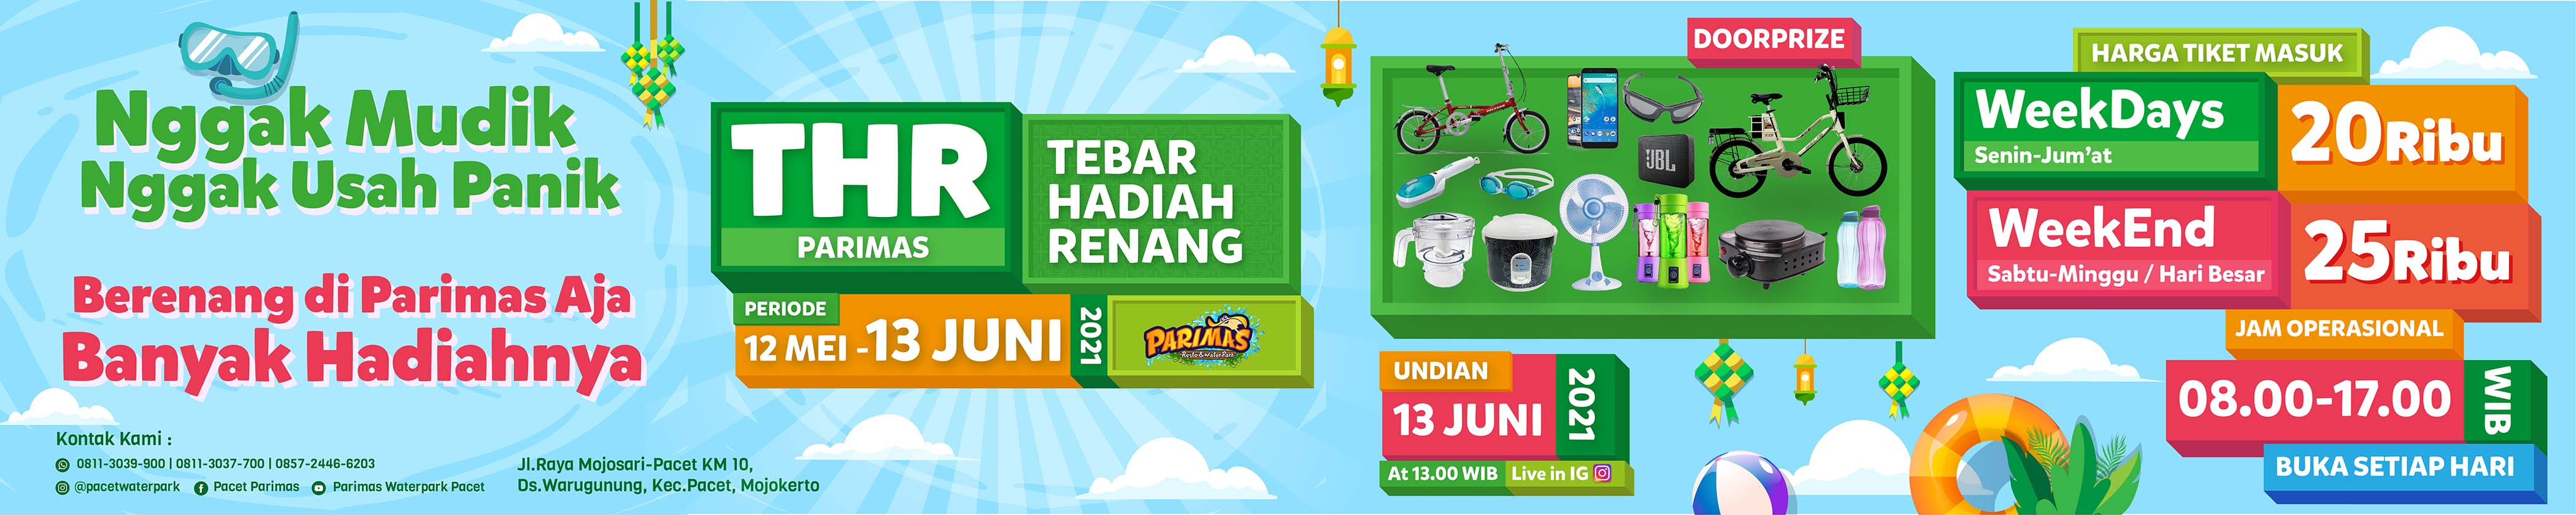 Nggak Mudik
Nggak Usah Panik
Berenang di Parimas Aja
Banyak Hadiahnya
Kontak Kami :
0811-3039-900 | 0811-3037-700 | 0857-2446-6203
@pacetwaterpark Pacet Parimas Parimas Waterpark Pacet
Jl.Raya Mojosari-Pacet KM 10,
Ds.Warugunung, Kec.Pacet, Mojokerto
THR
PARIMAS
TEBAR
HADIAH
RENANG
PERIODE
12 MEI -13 JUNI
2021
PARIMAS
Resto & WaterPark
DOORPRIZE
JBL
UNDIAN
13 JUNI
2021
At 13.00 WIB Live in IG
HARGA TIKET MASUK
WeekDays
Senin-Jum'at
20Ribu
WeekEnd
Sabtu-Minggu / Hari Besar
25Ribu
JAM OPERASIONAL
08.00-17.00
WIB
BUKA SETIAP HARI